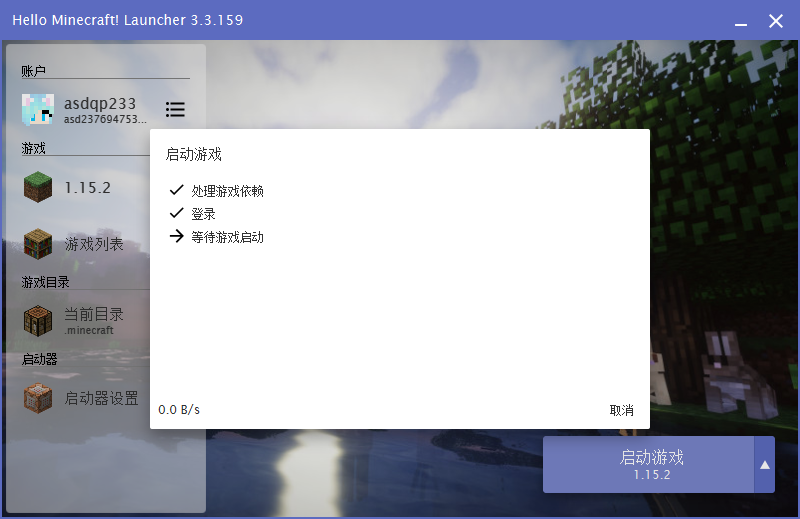 Hello Minecraft! Launcher 3.3.159
账户
asdqp233
asd237694753...
游戏
1.15.2
游戏列表
游戏目录
当前目录
.minecraft
启动器
启动器设置
启动游戏
处理游戏依赖
登录
等待游戏启动
0.0 B/s
取消
启动游戏
1.15.2